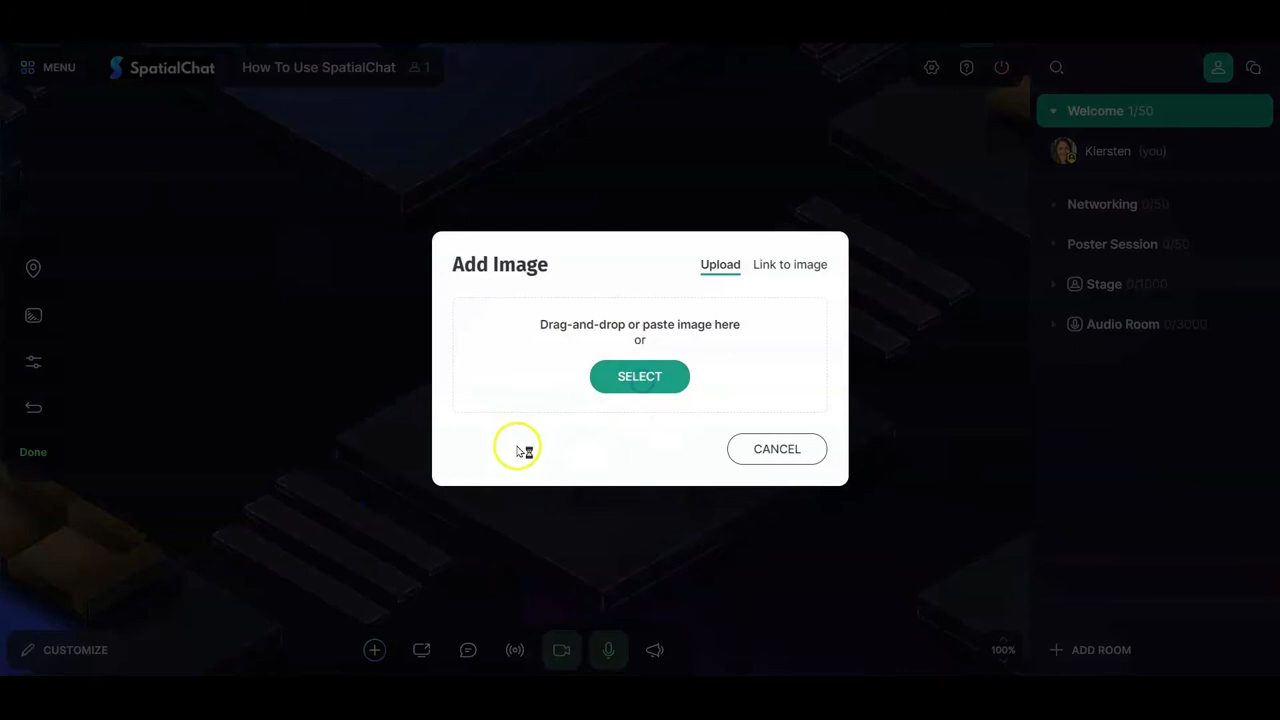 MENU
SpatialChat
How To Use SpatialChat
1
Welcome 1/50
Kiersten (you)
Networking 0/50
Poster Session 0/50
Stage 0/1000
Audio Room 0/3000
Add Image
Upload
Link to image
Drag-and-drop or paste image here
or
SELECT
CANCEL
Done
CUSTOMIZE
100%
ADD ROOM